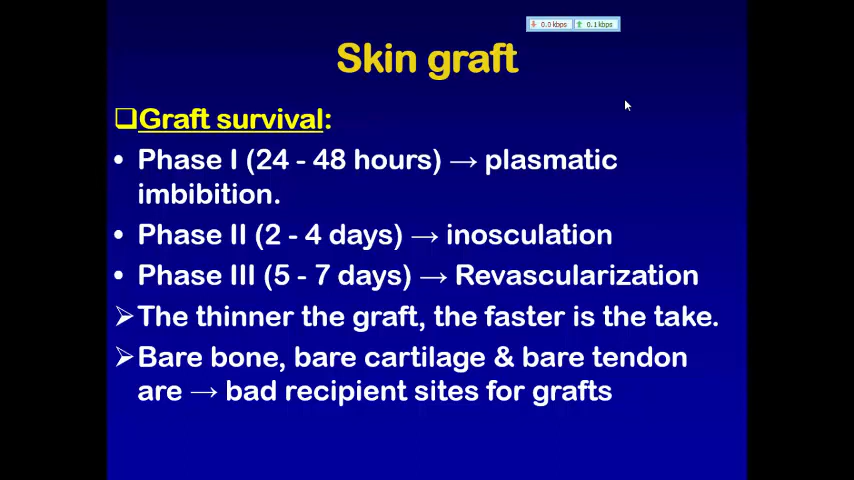 0.0 kbps 0.1 kbps
Skin graft
❑Graft survival:
• Phase I (24 - 48 hours) → plasmatic
imbibition.
• Phase II (2 - 4 days) → inosculation
• Phase III (5 - 7 days) → Revascularization
➢The thinner the graft, the faster is the take.
➢Bare bone, bare cartilage & bare tendon
are → bad recipient sites for grafts